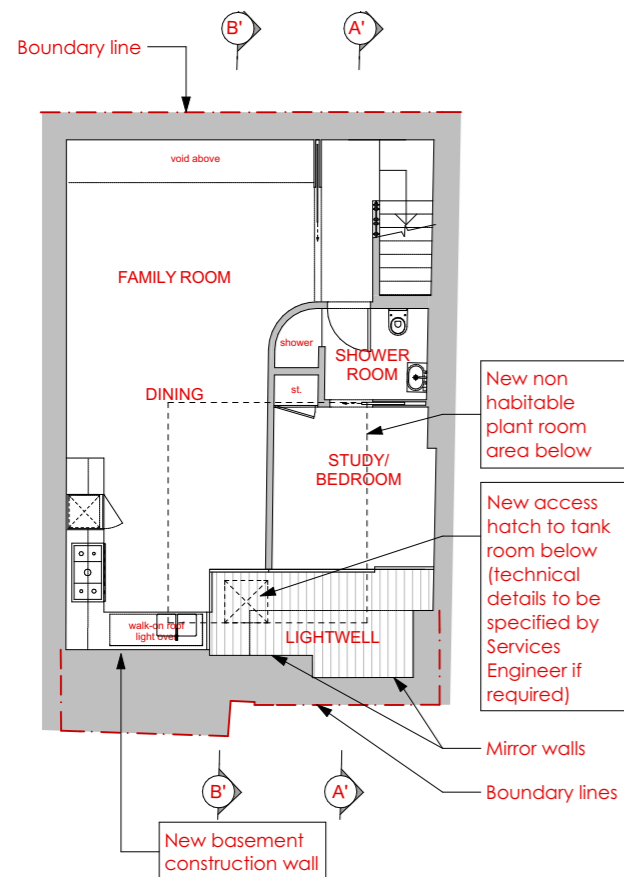 B'
A'
Boundary line
void above
FAMILY ROOM
shower
SHOWER
ROOM
DINING
st.
New non
habitable
plant room
area below
STUDY/
BEDROOM
New access
hatch to tank
room below
(technical
details to be
specified by
Services
Engineer if
required)
walk-on roof
light over
LIGHTWELL
Mirror walls
B'
A'
Boundary lines
New basement
construction wall